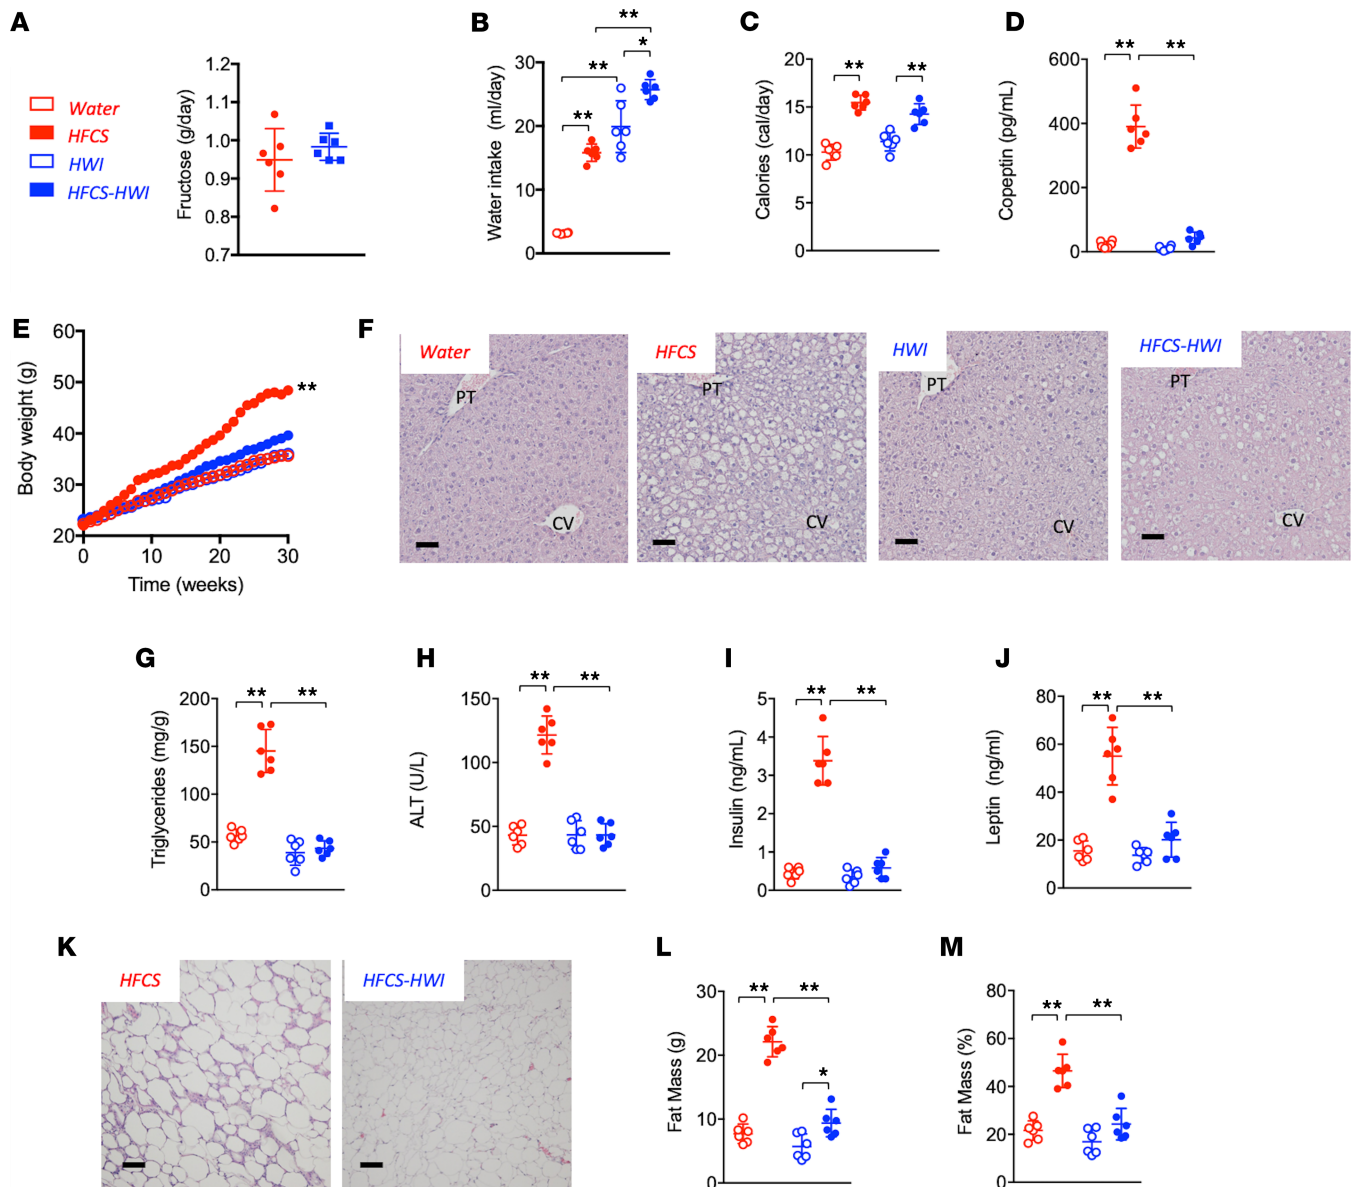 A
Water
HFCS
HWI
HFCS-HWI
Fructose (g/day)
1.2
1.1
1.0
0.9
0.8
0.7
B
Water intake (ml/day)
30
20
10
0
**
**
**
*
C
Calories (cal/day)
20
15
10
5
0
**
**
D
Copeptin (pg/mL)
600
400
200
0
**
**
E
Body weight (g)
60
50
40
30
20
0
10
20
30
Time (weeks)
**
F
Water
PT
CV
HFCS
PT
CV
HWI
PT
CV
HFCS-HWI
PT
CV
G
Triglycerides (mg/g)
200
150
100
50
0
**
**
H
ALT (U/L)
150
100
50
0
**
**
I
Insulin (ng/mL)
5
4
3
2
1
0
**
**
J
Leptin (ng/ml)
80
60
40
20
0
**
**
K
HFCS
HFCS-HWI
L
Fat Mass (g)
30
20
10
0
**
**
*
M
Fat Mass (%)
80
60
40
20
0
**
**